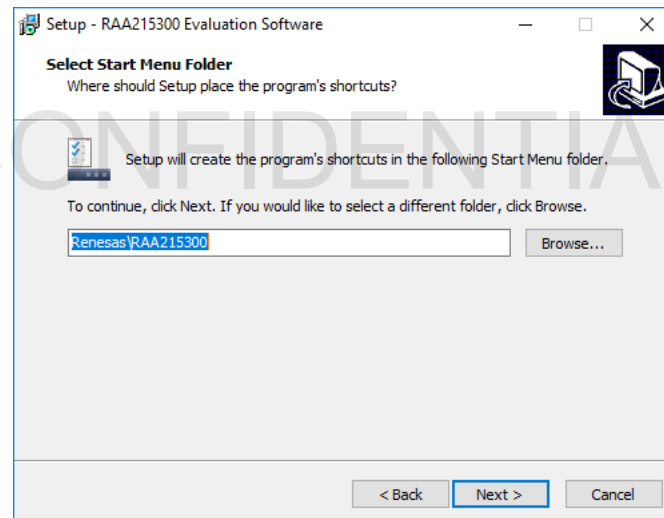 Setup - RAA215300 Evaluation Software
Select Start Menu Folder
Where should Setup place the program's shortcuts?
CONFIDENTIA
Setup will create the program's shortcuts in the following Start Menu folder.
To continue, click Next. If you would like to select a different folder, click Browse.
Renesas\RAA215300
Browse...
< Back
Next >
Cancel